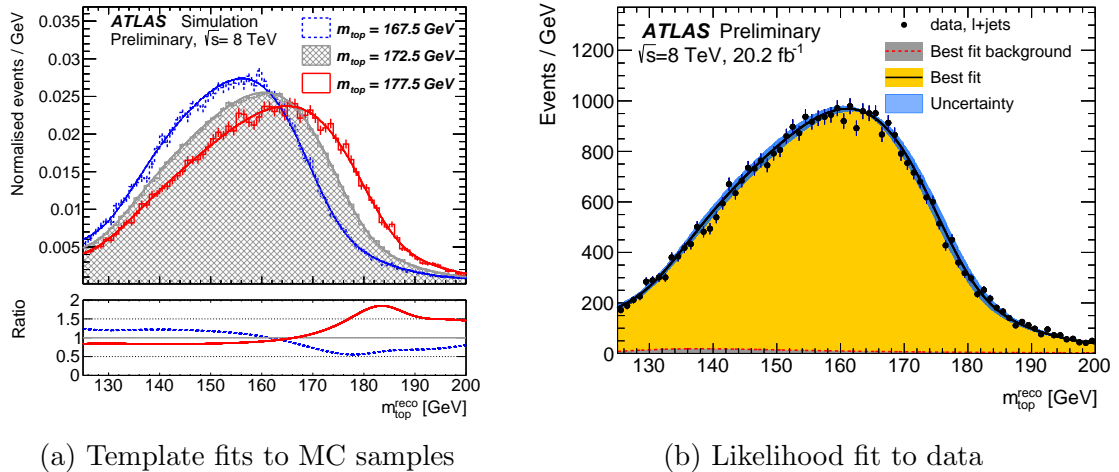 ATLAS Simulation
Preliminary, √s= 8 TeV
m_top = 167.5 GeV
m_top = 172.5 GeV
m_top = 177.5 GeV
Normalised events / GeV
0.035
0.03
0.025
0.02
0.015
0.01
0.005
Ratio
2
1.5
1
0.5
0
130 140 150 160 170 180 190 200
m_top^reco [GeV]
(a) Template fits to MC samples
ATLAS Preliminary
√s=8 TeV, 20.2 fb⁻¹
data, l+jets
Best fit background
Best fit
Uncertainty
Events / GeV
1200
1000
800
600
400
200
0
130 140 150 160 170 180 190 200
m_top^reco [GeV]
(b) Likelihood fit to data